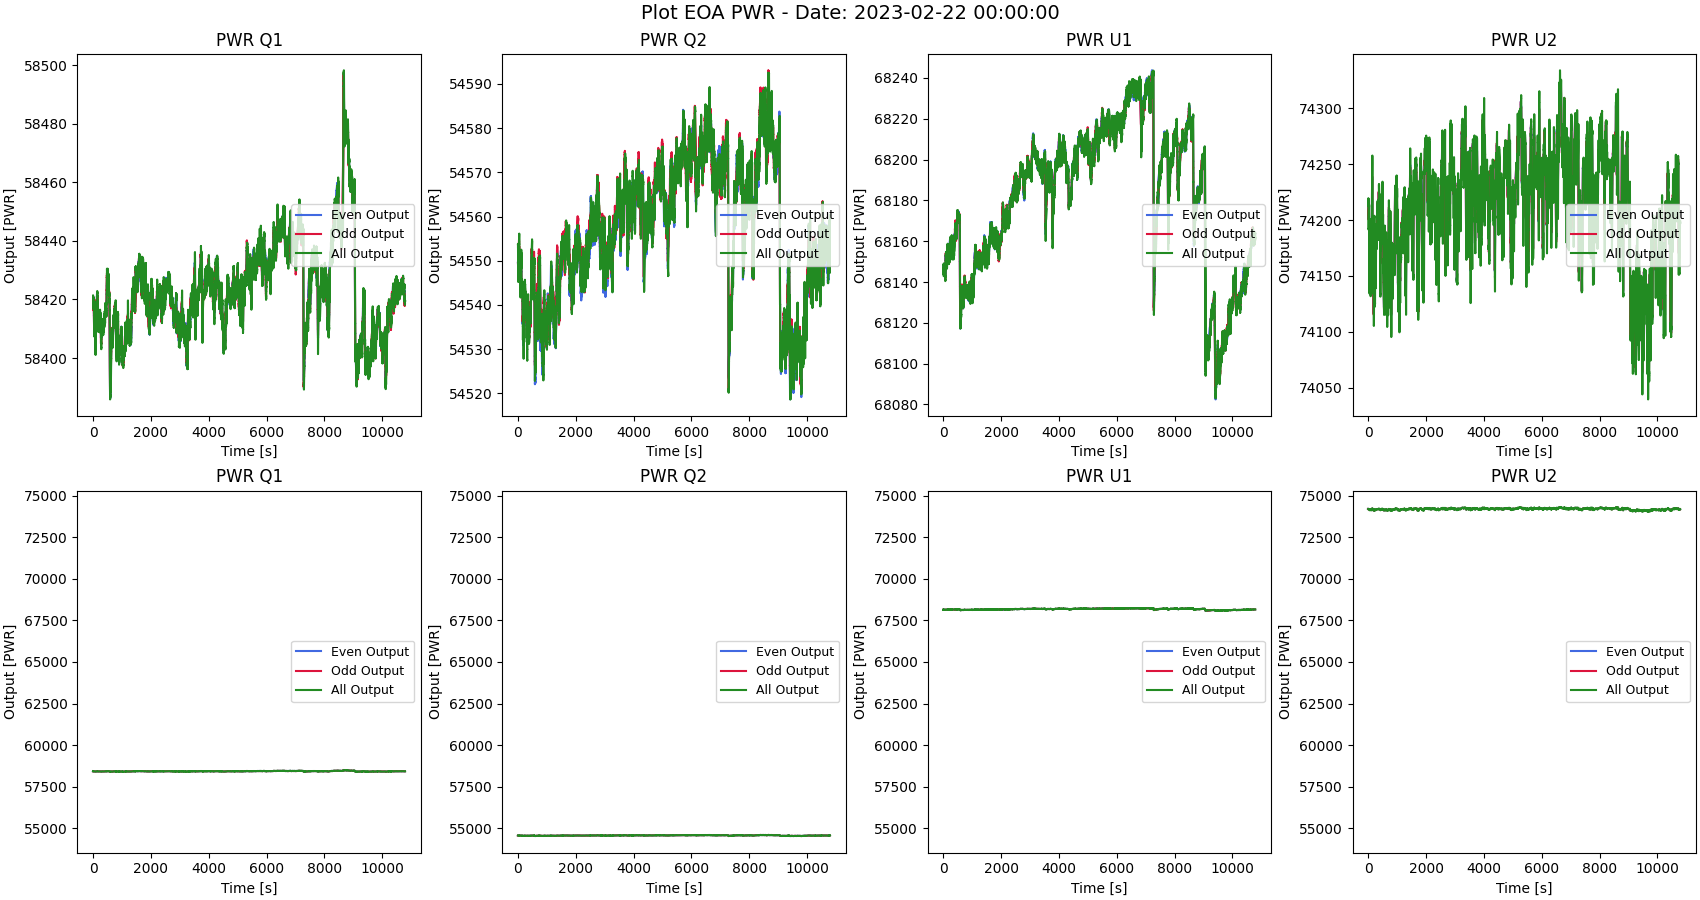 Plot EOA PWR - Date: 2023-02-22 00:00:00
PWR Q1
Output [PWR]
58500
58480
58460
58440
58420
58400
0 2000 4000 6000 8000 10000
Time [s]
Even Output
Odd Output
All Output
PWR Q2
Output [PWR]
54590
54580
54570
54560
54550
54540
54530
54520
0 2000 4000 6000 8000 10000
Time [s]
Even Output
Odd Output
All Output
PWR U1
Output [PWR]
68240
68220
68200
68180
68160
68140
68120
68100
68080
0 2000 4000 6000 8000 10000
Time [s]
Even Output
Odd Output
All Output
PWR U2
Output [PWR]
74300
74250
74200
74150
74100
74050
0 2000 4000 6000 8000 10000
Time [s]
Even Output
Odd Output
All Output
PWR Q1
Output [PWR]
75000
72500
70000
67500
65000
62500
60000
57500
55000
0 2000 4000 6000 8000 10000
Time [s]
Even Output
Odd Output
All Output
PWR Q2
Output [PWR]
75000
72500
70000
67500
65000
62500
60000
57500
55000
0 2000 4000 6000 8000 10000
Time [s]
Even Output
Odd Output
All Output
PWR U1
Output [PWR]
75000
72500
70000
67500
65000
62500
60000
57500
55000
0 2000 4000 6000 8000 10000
Time [s]
Even Output
Odd Output
All Output
PWR U2
Output [PWR]
75000
72500
70000
67500
65000
62500
60000
57500
55000
0 2000 4000 6000 8000 10000
Time [s]
Even Output
Odd Output
All Output